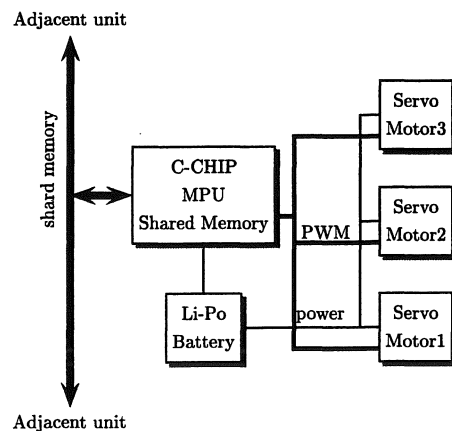 Adjacent unit
shard memory
C-CHIP
MPU
Shared Memory
Servo
Motor3
Servo
Motor2
PWM
Li-Po
Battery
power
Servo
Motor1
Adjacent unit